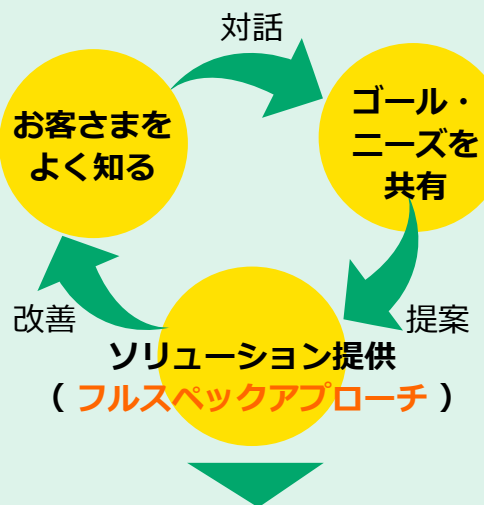 対話
お客さまを
よく知る
ゴール・
ニーズを
共有
改善
提案
ソリューション提供
（ フルスペックアプローチ ）